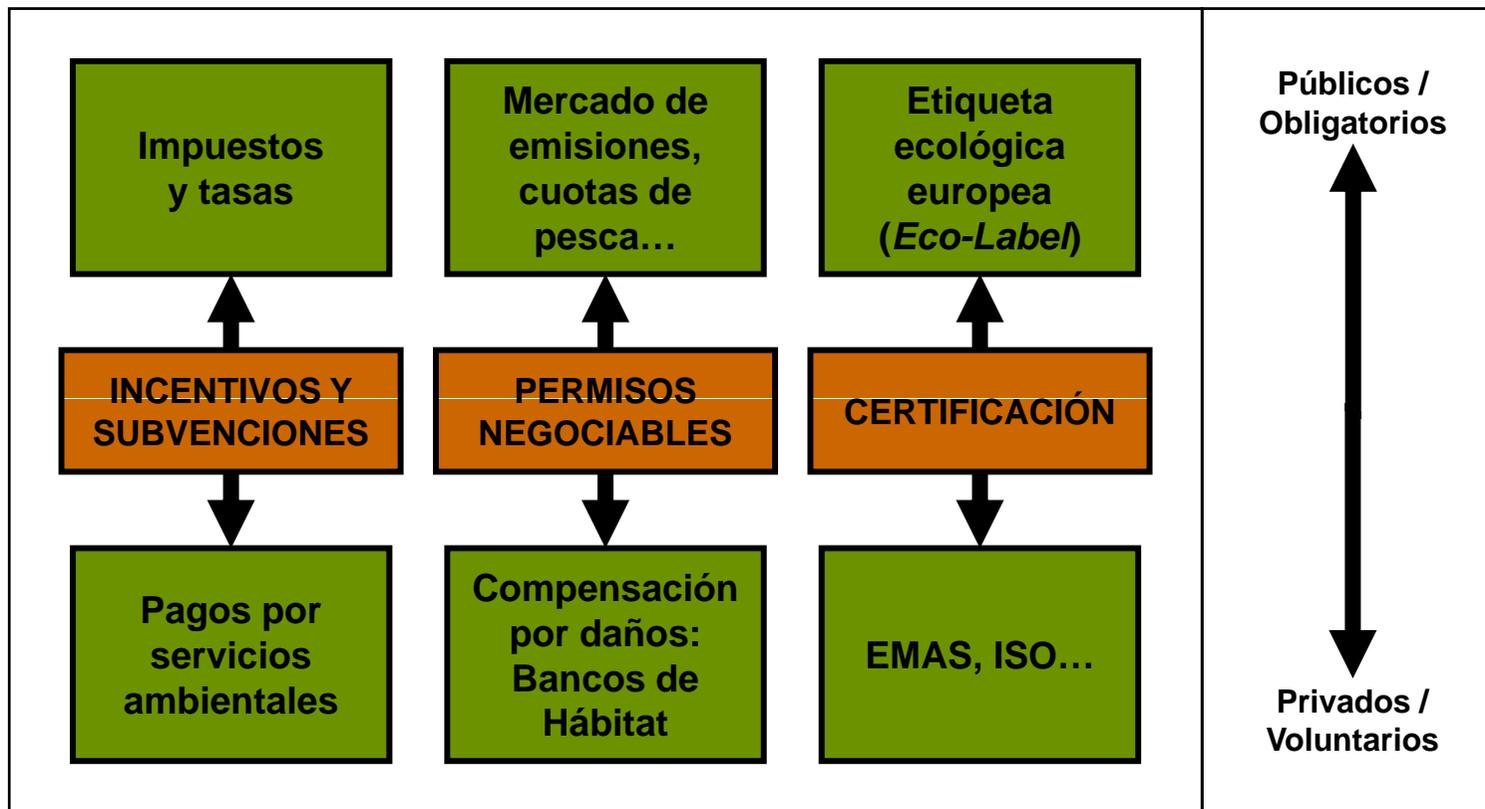 Impuestos
y tasas
Mercado de
emisiones,
cuotas de
pesca…
Etiqueta
ecológica
europea
(Eco-Label)
Públicos /
Obligatorios
INCENTIVOS Y
SUBVENCIONES
PERMISOS
NEGOCIABLES
CERTIFICACIÓN
Pagos por
servicios
ambientales
Compensación
por daños:
Bancos de
Hábitat
EMAS, ISO…
Privados /
Voluntarios